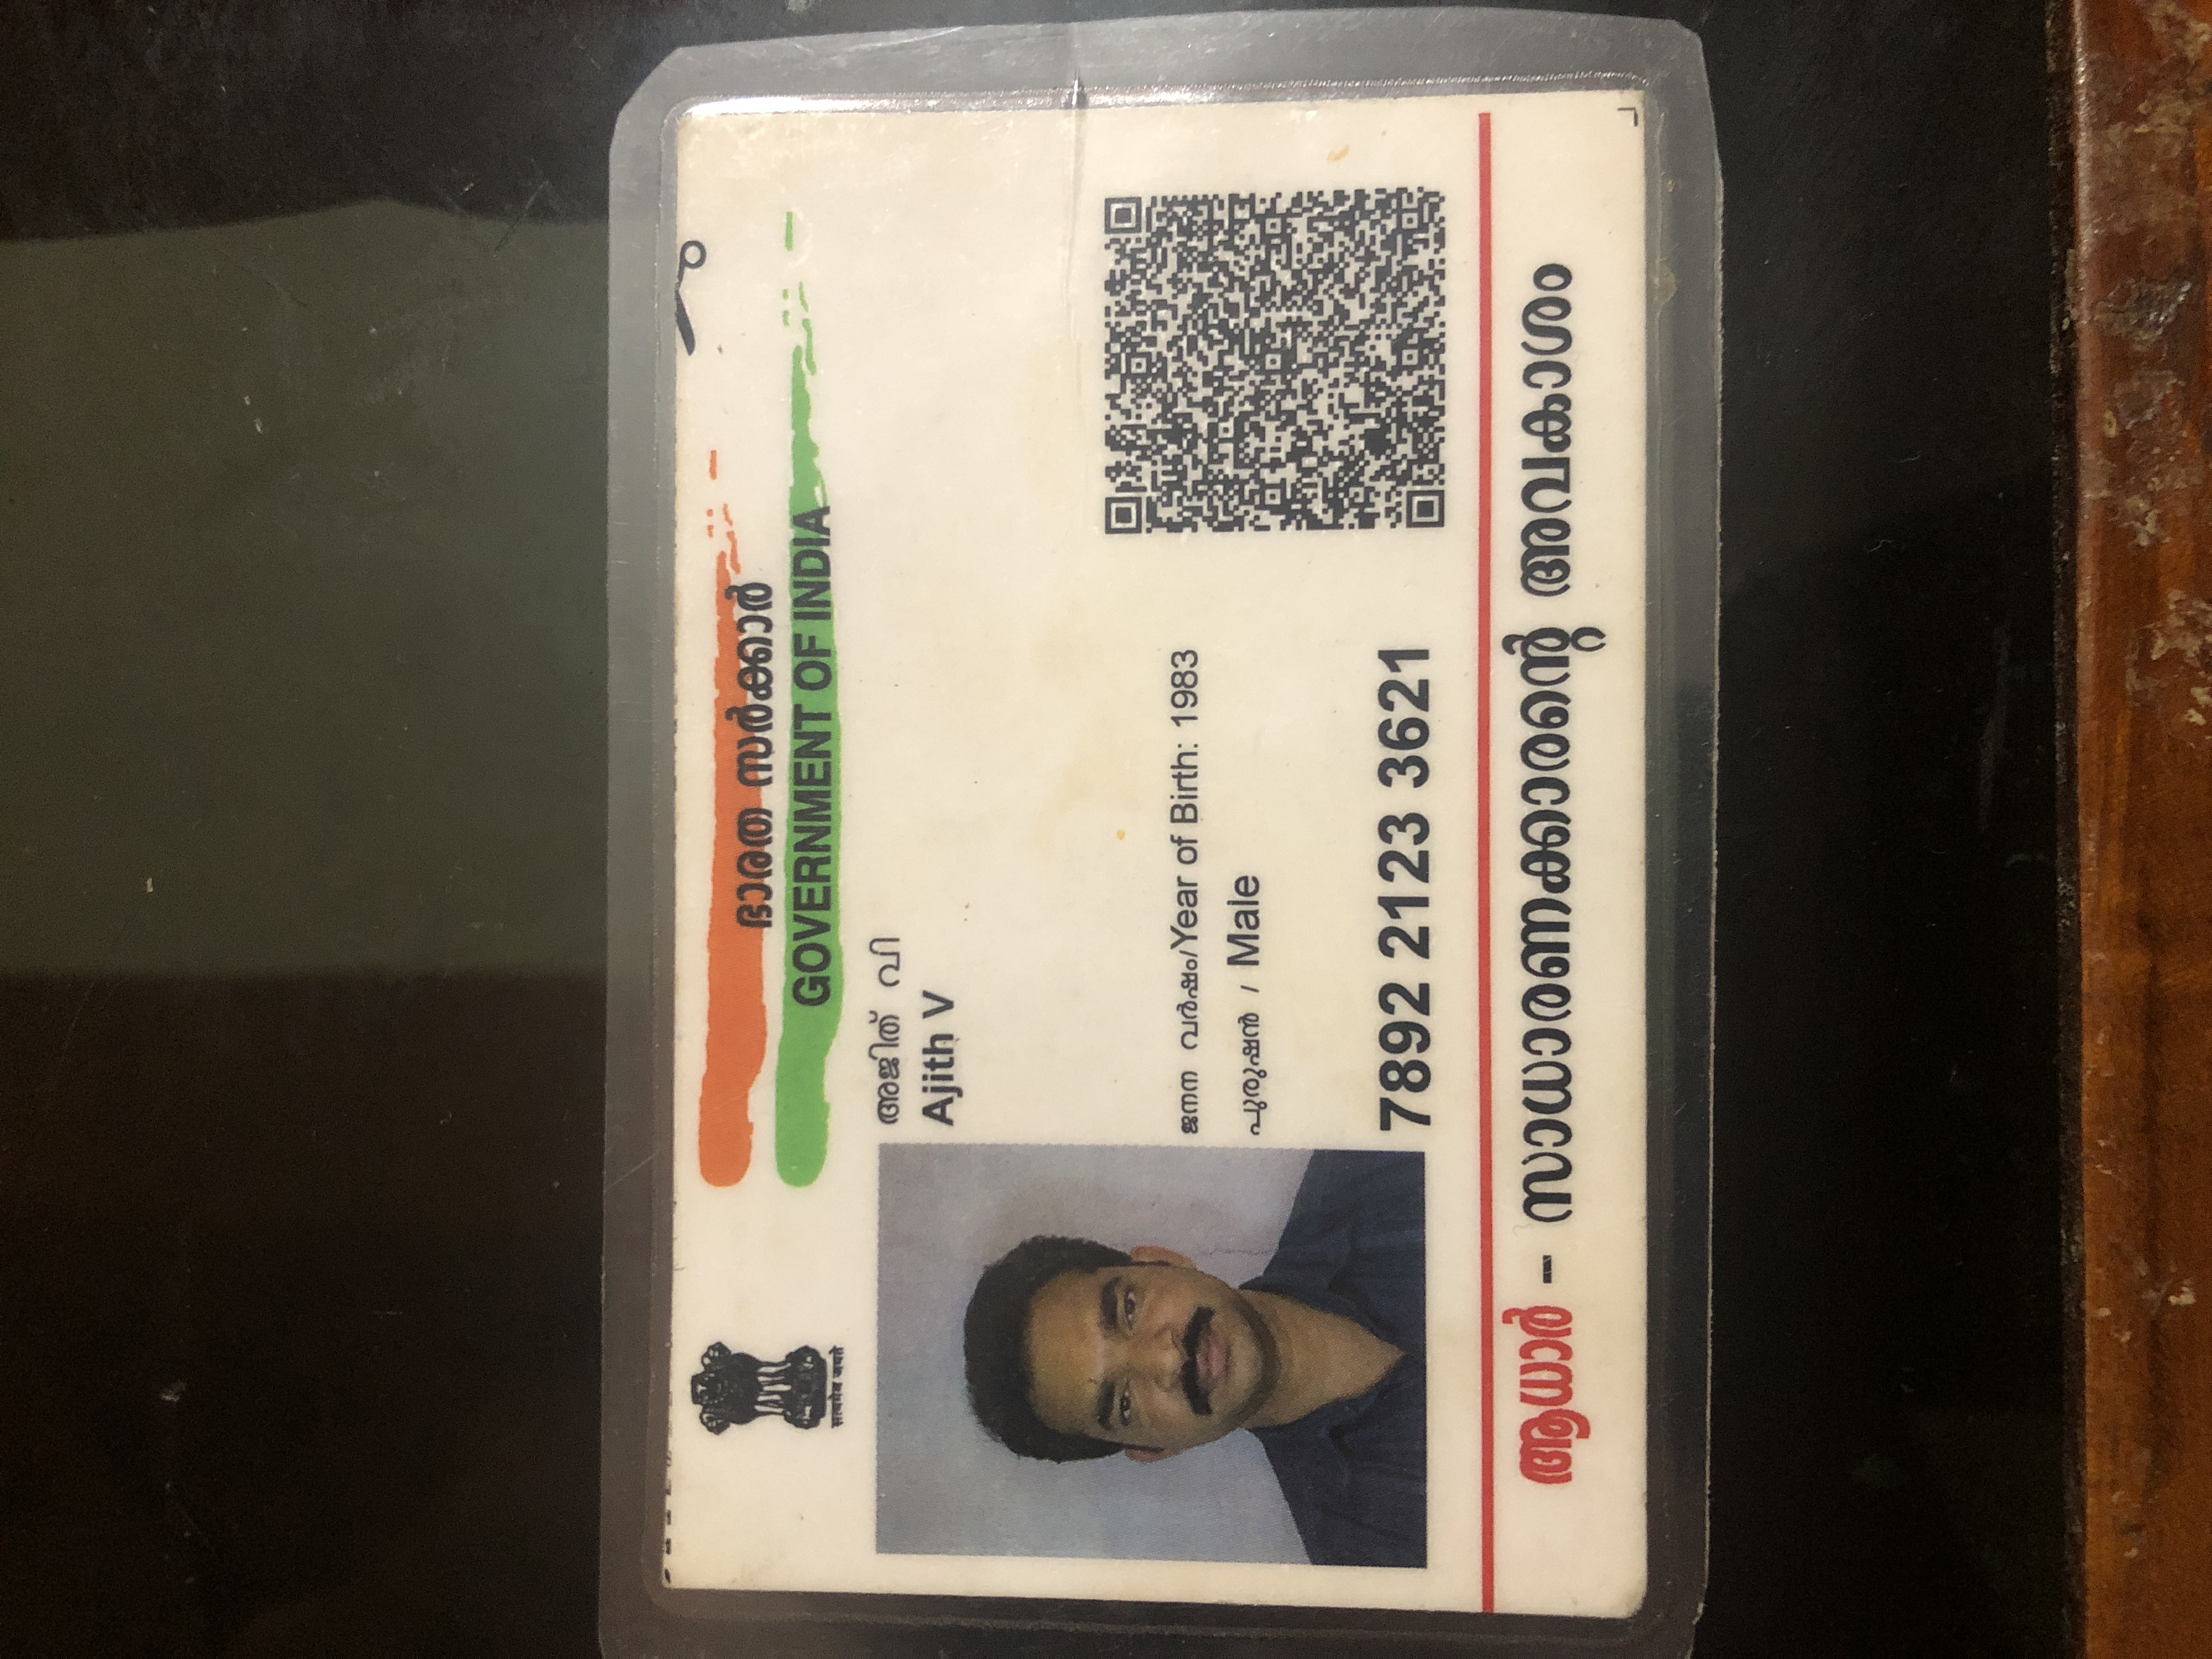 सत्यमेव जयते
ഭാരത സർക്കാർ
GOVERNMENT OF INDIA
അജിത് വി
Ajith V
ജനന വർഷം/Year of Birth: 1983
പുരുഷൻ / Male
7892 2123 3621
ആധാർ - സാധാരണക്കാരന്റെ അവകാശം